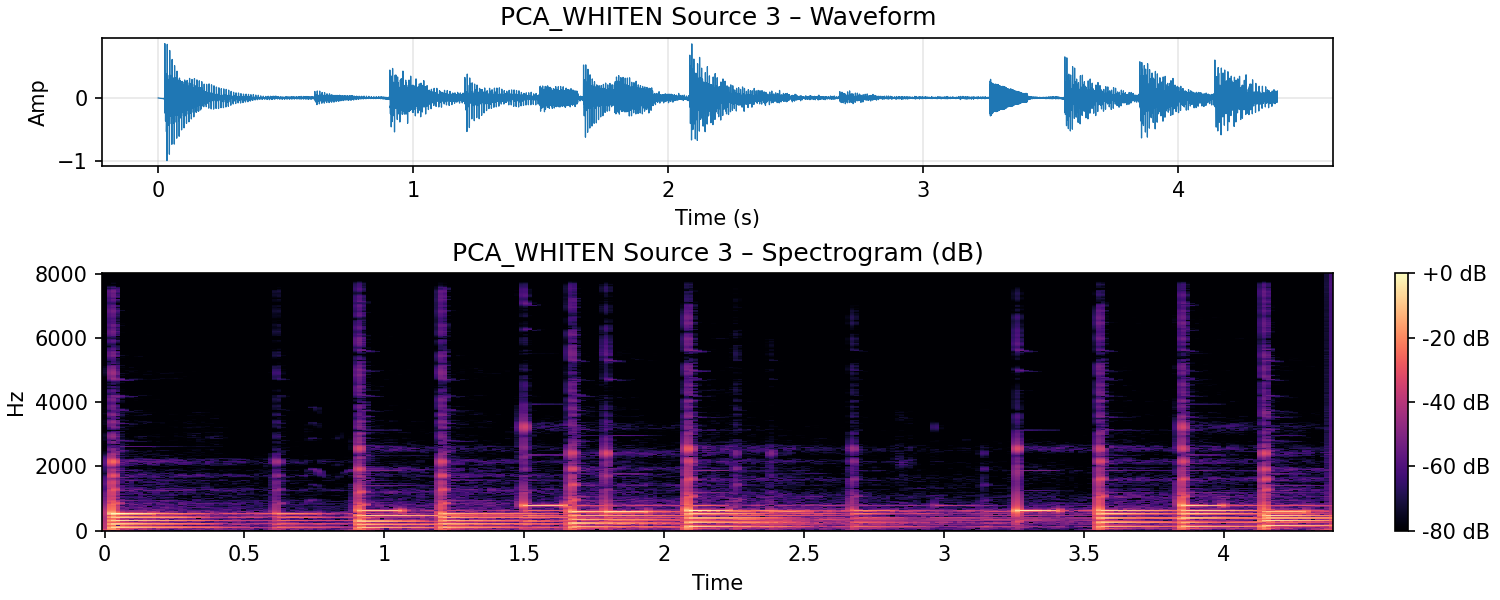 PCA_WHITEN Source 3 – Waveform
Amp
0
−1
0 1 2 3 4
Time (s)
PCA_WHITEN Source 3 – Spectrogram (dB)
Hz
8000
6000
4000
2000
0
0 0.5 1 1.5 2 2.5 3 3.5 4
Time
+0 dB
-20 dB
-40 dB
-60 dB
-80 dB